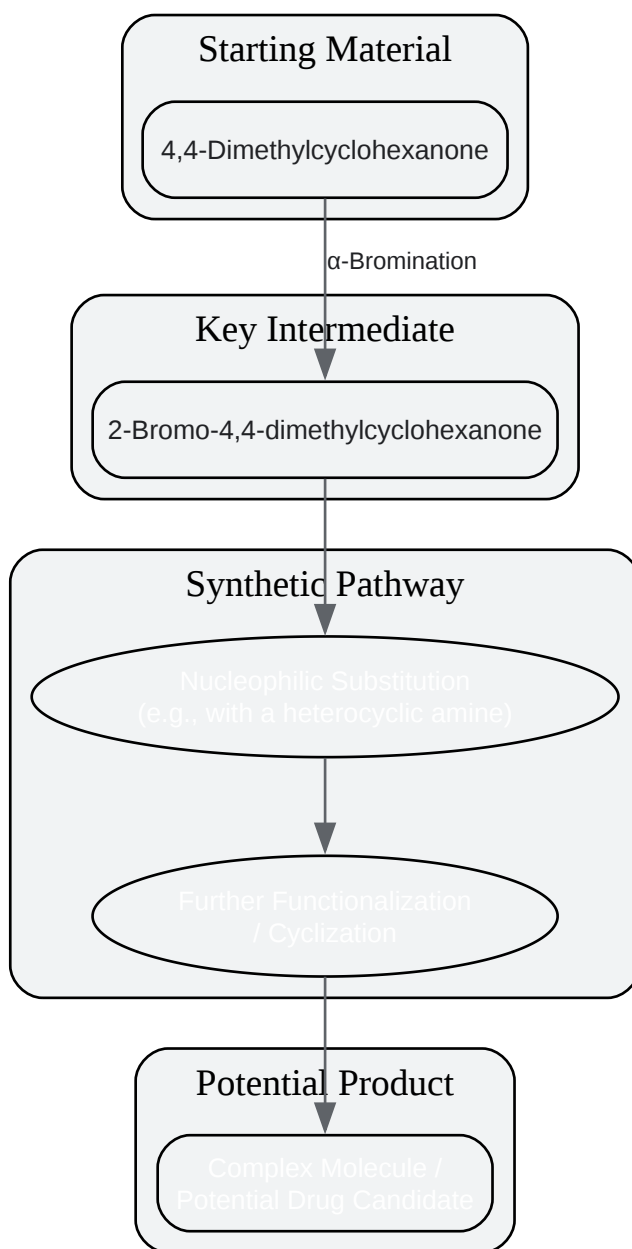 Starting Material
4,4-Dimethylcyclohexanone
α-Bromination
Key Intermediate
2-Bromo-4,4-dimethylcyclohexanone
Synthetic Pathway
Nucleophilic Substitution
(e.g., with a heterocyclic amine)
Further Functionalization
/ Cyclization
Potential Product
Complex Molecule /
Potential Drug Candidate